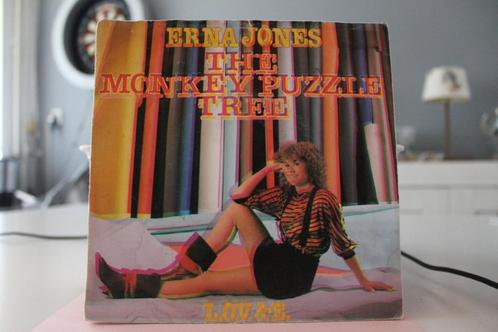 ERNA JONES
THE
MONKEY PUZZLE
TREE
L.O.V.&E.